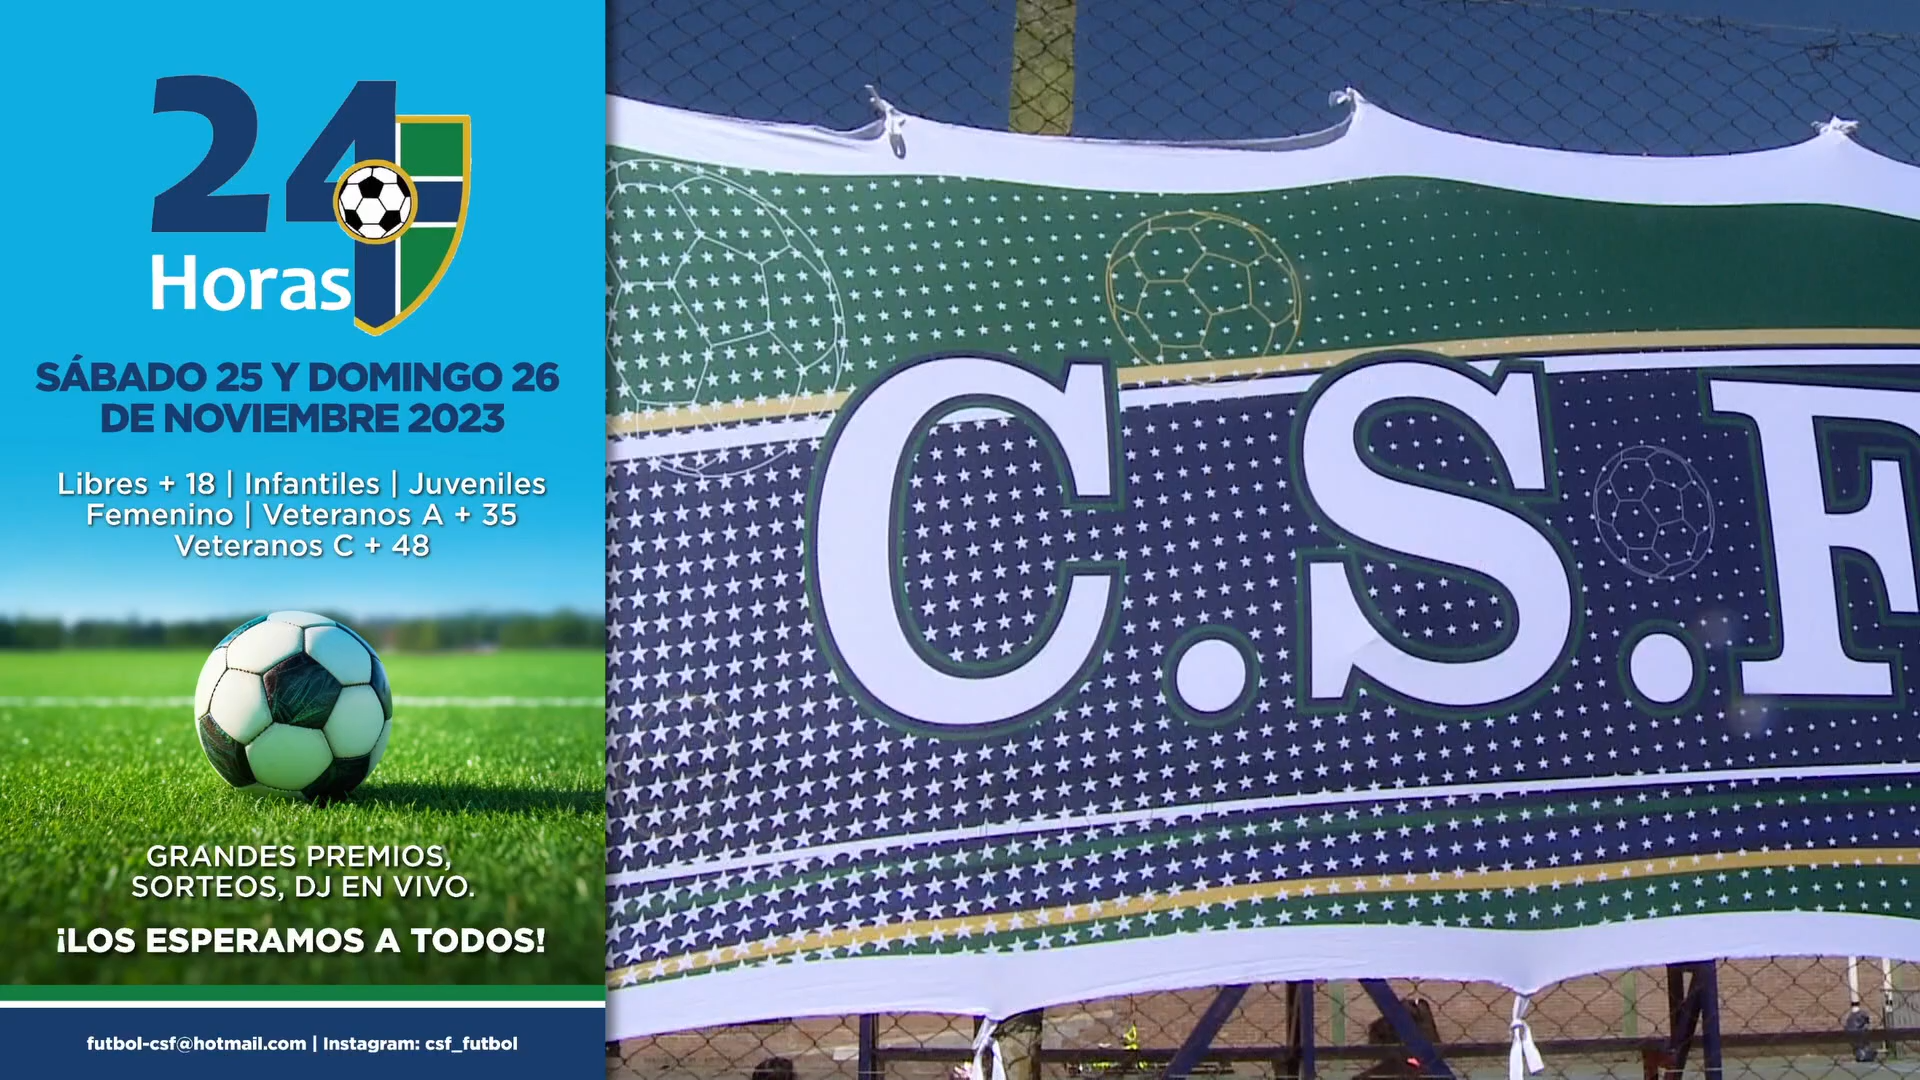 24
Horas
SÁBADO 25 Y DOMINGO 26
DE NOVIEMBRE 2023
Libres + 18 | Infantiles | Juveniles
Femenino | Veteranos A + 35
Veteranos C + 48
GRANDES PREMIOS,
SORTEOS, DJ EN VIVO.
¡LOS ESPERAMOS A TODOS!
futbol-csf@hotmail.com | Instagram: csf_futbol
C.S.F